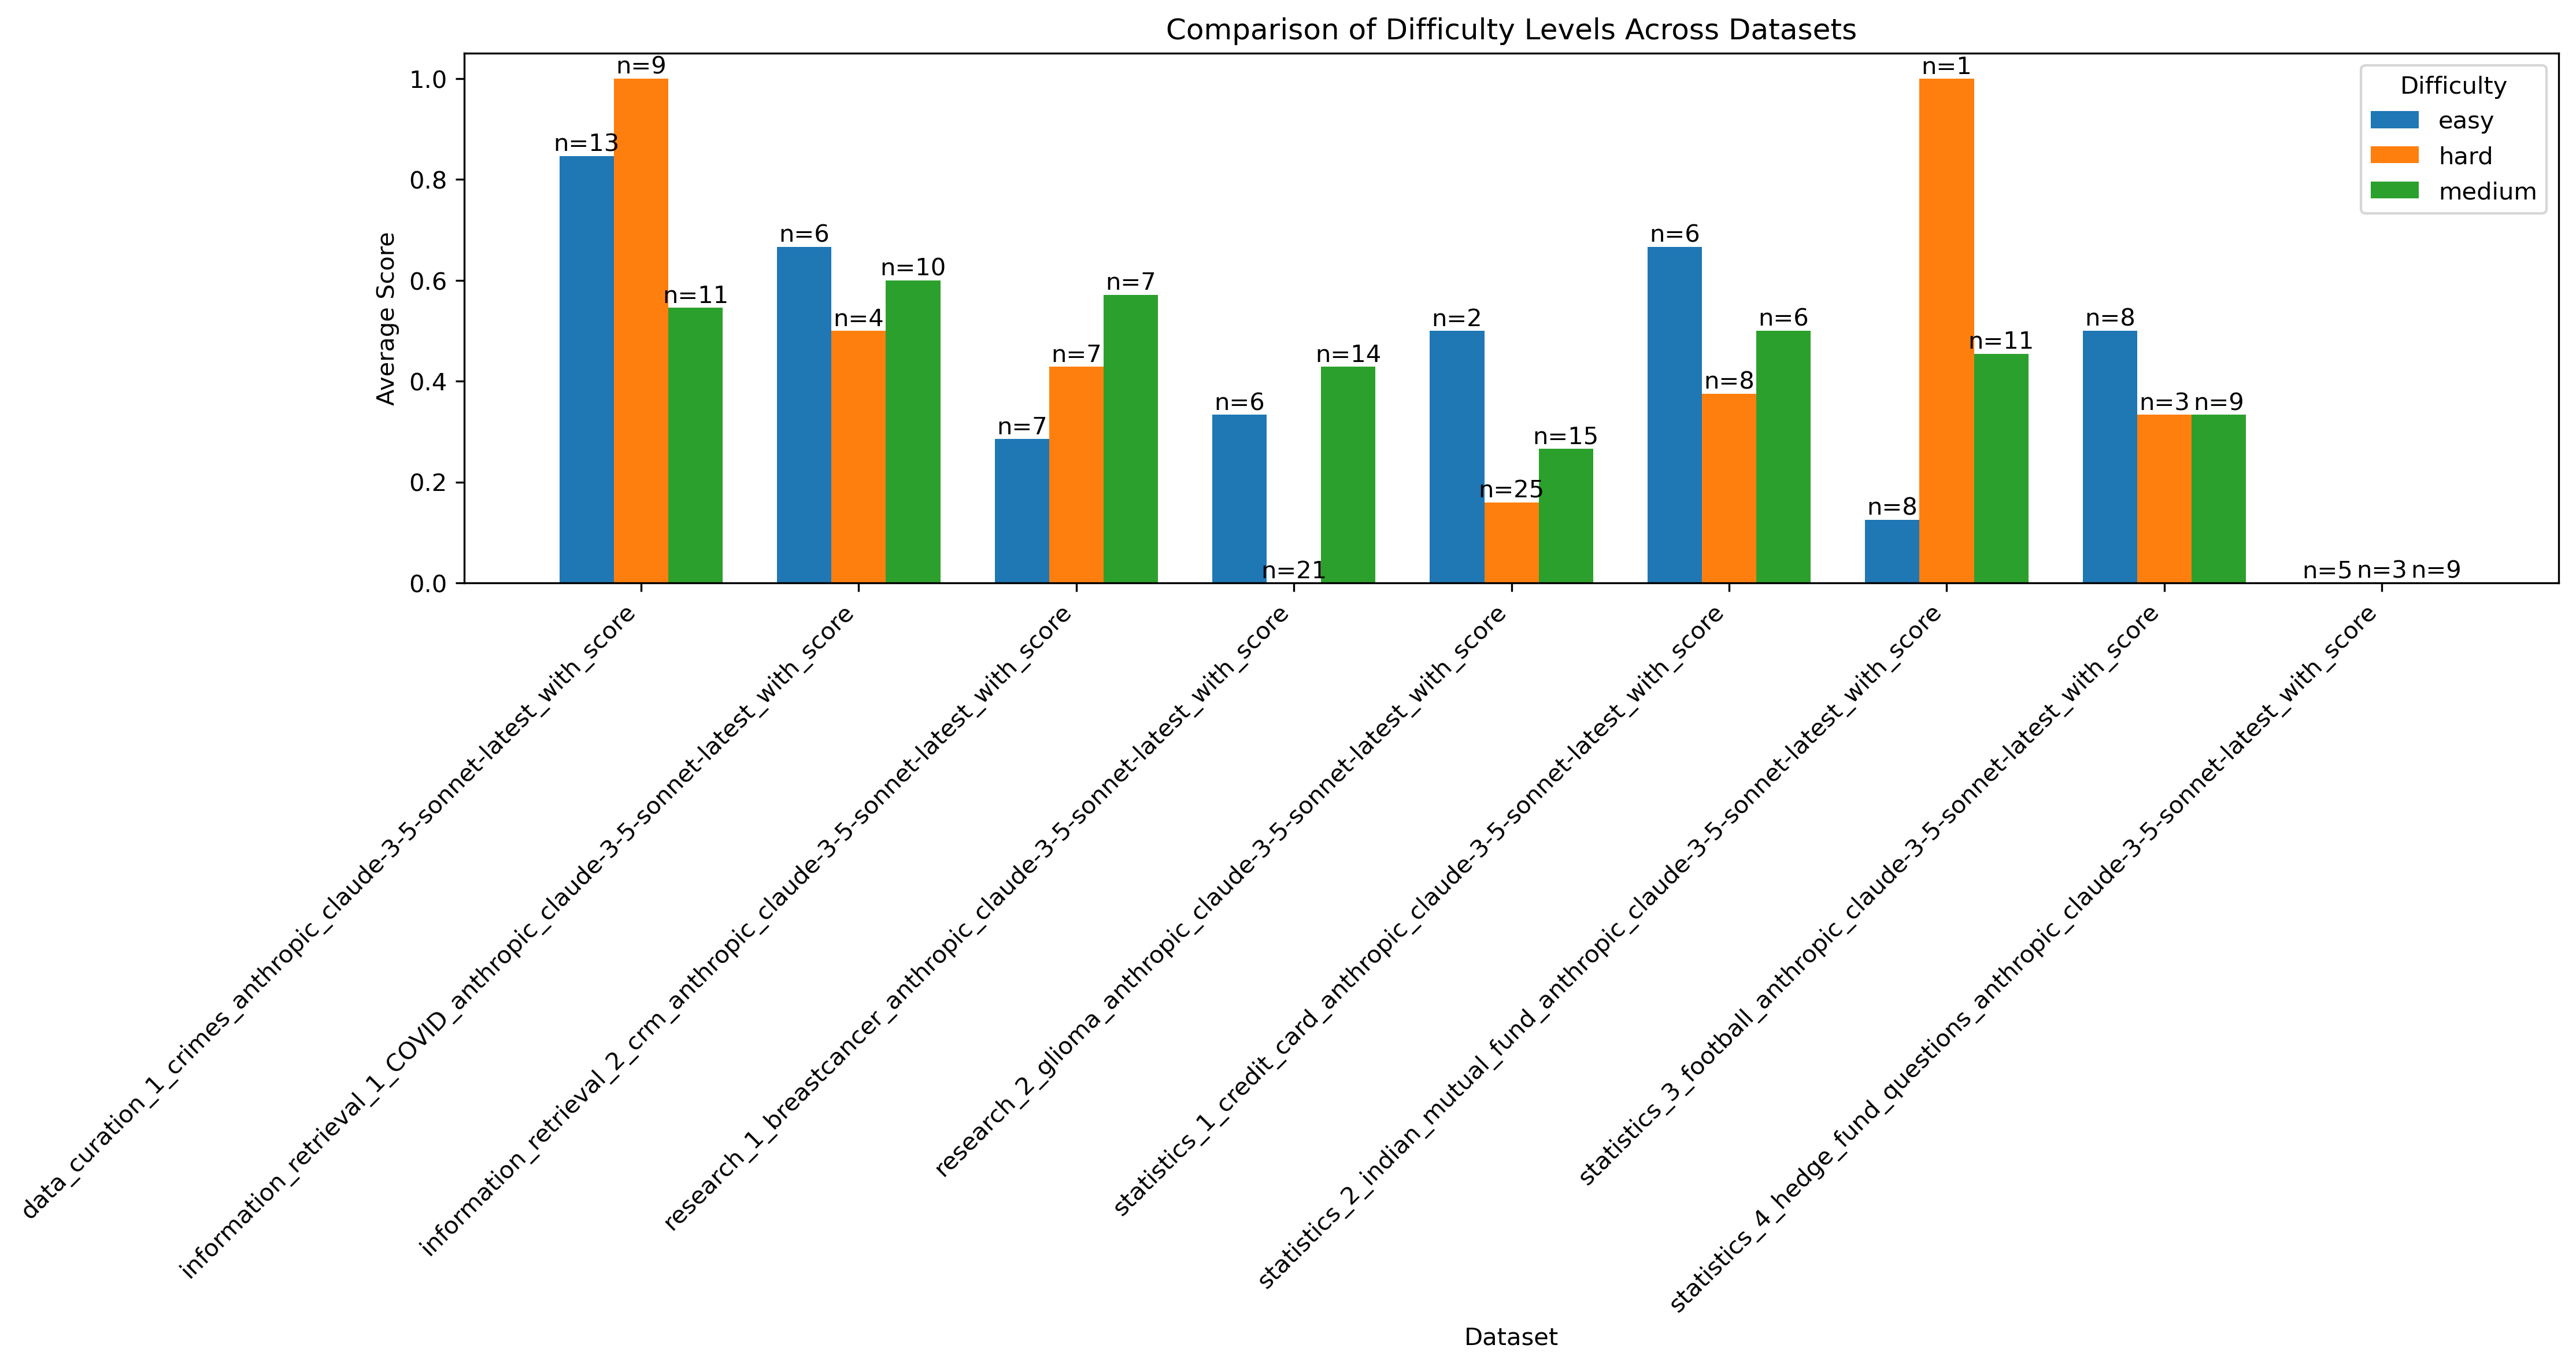 Comparison of Difficulty Levels Across Datasets
Average Score
1.0
0.8
0.6
0.4
0.2
0.0
n=13
n=9
n=11
n=6
n=4
n=10
n=7
n=7
n=7
n=6
n=21
n=14
n=2
n=25
n=15
n=6
n=8
n=6
n=8
n=1
n=11
n=8
n=3
n=9
n=5
n=3
n=9
Difficulty
easy
hard
medium
data_curation_1_crimes_anthropic_claude-3-5-sonnet-latest_with_score
information_retrieval_1_COVID_anthropic_claude-3-5-sonnet-latest_with_score
information_retrieval_2_crm_anthropic_claude-3-5-sonnet-latest_with_score
research_1_breastcancer_anthropic_claude-3-5-sonnet-latest_with_score
research_2_glioma_anthropic_claude-3-5-sonnet-latest_with_score
statistics_1_credit_card_anthropic_claude-3-5-sonnet-latest_with_score
statistics_2_indian_mutual_fund_anthropic_claude-3-5-sonnet-latest_with_score
statistics_3_football_anthropic_claude-3-5-sonnet-latest_with_score
statistics_4_hedge_fund_questions_anthropic_claude-3-5-sonnet-latest_with_score
Dataset